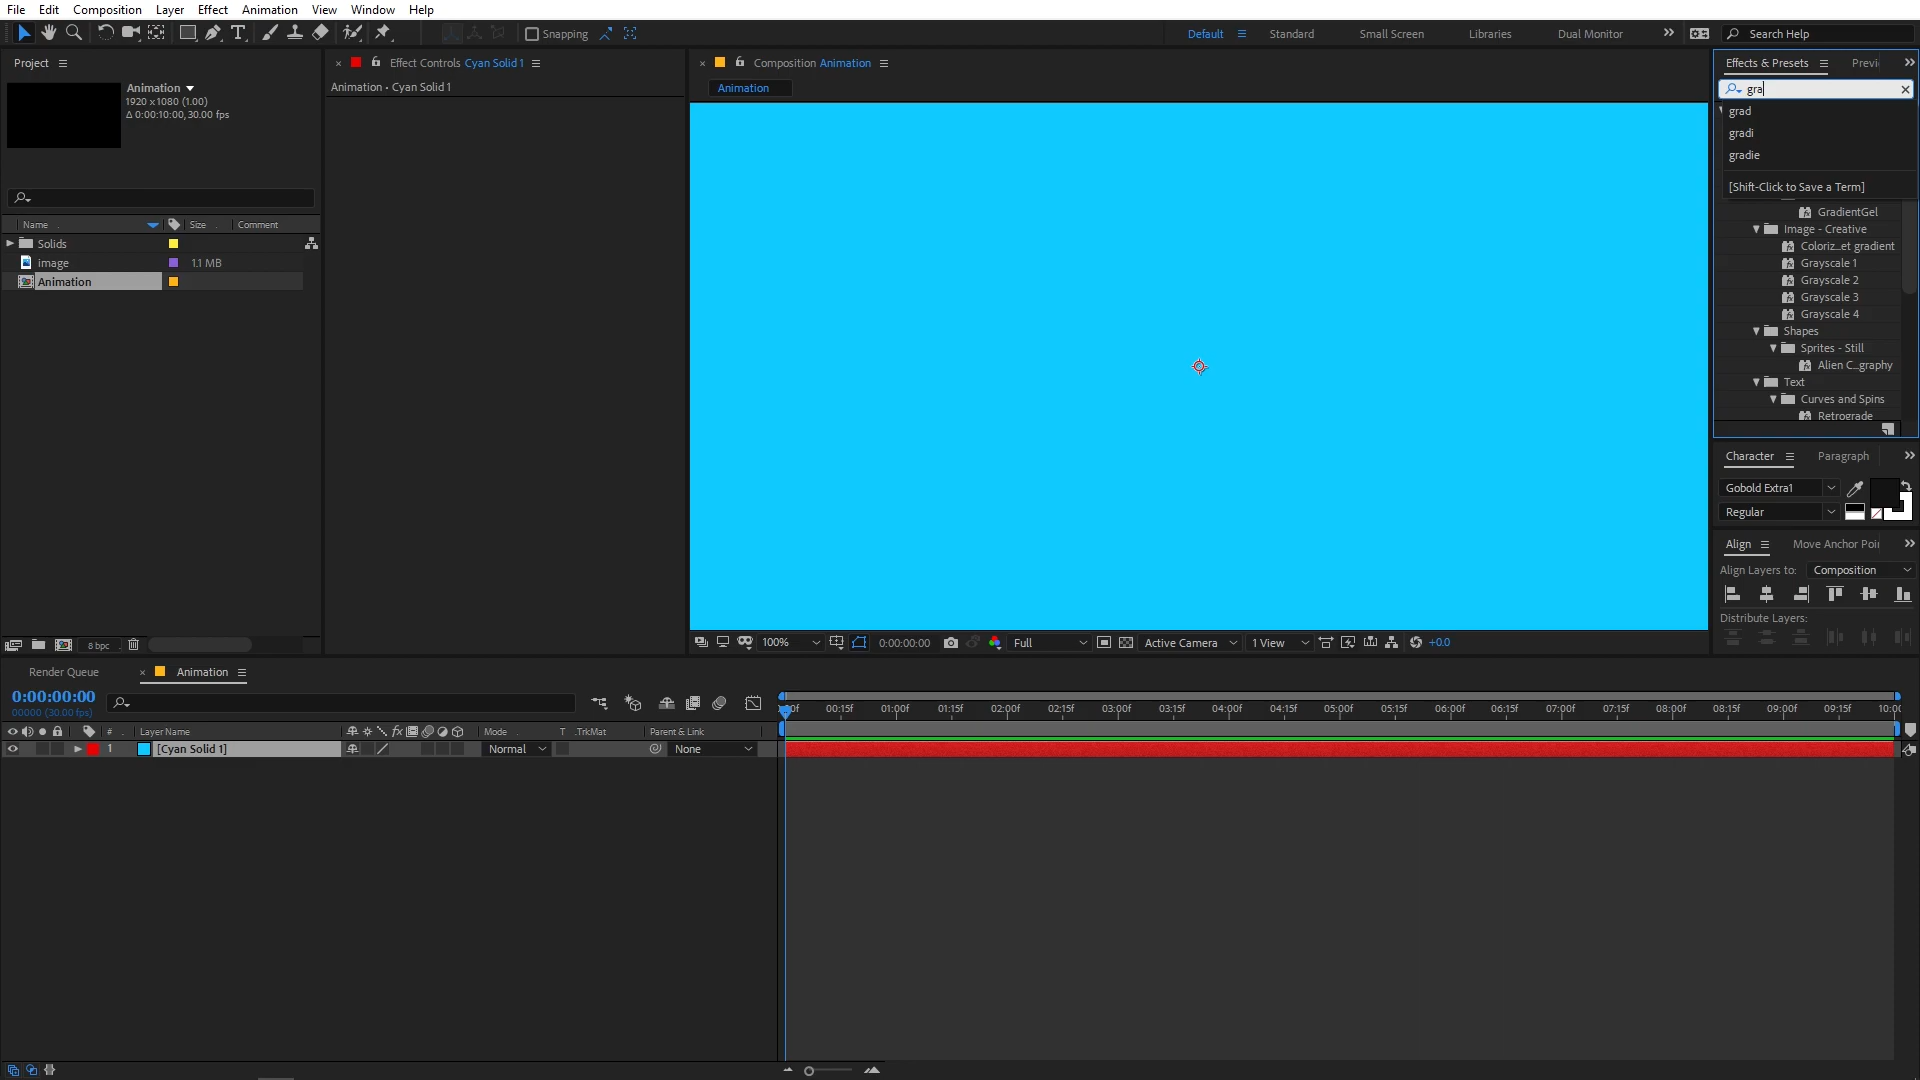 File Edit Composition Layer Effect Animation View Window Help
Snapping Default Standard Small Screen Libraries Dual Monitor Search Help
Project
Animation
1920 x1080 (1.00)
Δ 0:00:10:00, 30.00 fps
Name Size Comment
Solids
image 1.1 MB
Animation
8 bpc
Effect Controls Cyan Solid 1
Animation • Cyan Solid 1
Composition Animation
Animation
100% 0:00:00:00 Full Active Camera 1 View +0.0
Effects & Presets Previ
gra
grad
gradi
gradie
[Shift-Click to Save a Term]
GradientGel
Image - Creative
Coloriz...et gradient
Grayscale 1
Grayscale 2
Grayscale 3
Grayscale 4
Shapes
Sprites - Still
Alien C...graphy
Text
Curves and Spins
Retrograde
Character Paragraph
Gobold Extra1
Regular
Align Move Anchor Poi
Align Layers to: Composition
Distribute Layers:
Render Queue Animation
0:00:00:00
00000 (30.00 fps)
# Layer Name Mode T .TrkMat Parent & Link
1 [Cyan Solid 1] Normal None
00:15f 01:00f 01:15f 02:00f 02:15f 03:00f 03:15f 04:00f 04:15f 05:00f 05:15f 06:00f 06:15f 07:00f 07:15f 08:00f 08:15f 09:00f 09:15f 10:00